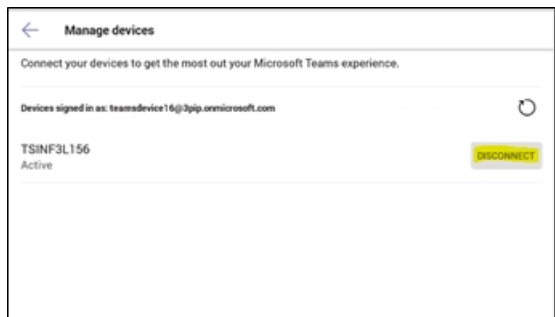 Manage devices
Connect your devices to get the most out your Microsoft Teams experience.
Devices signed in as: teamsdevice16@3pip.onmicrosoft.com
TSINF3L156
Active
DISCONNECT